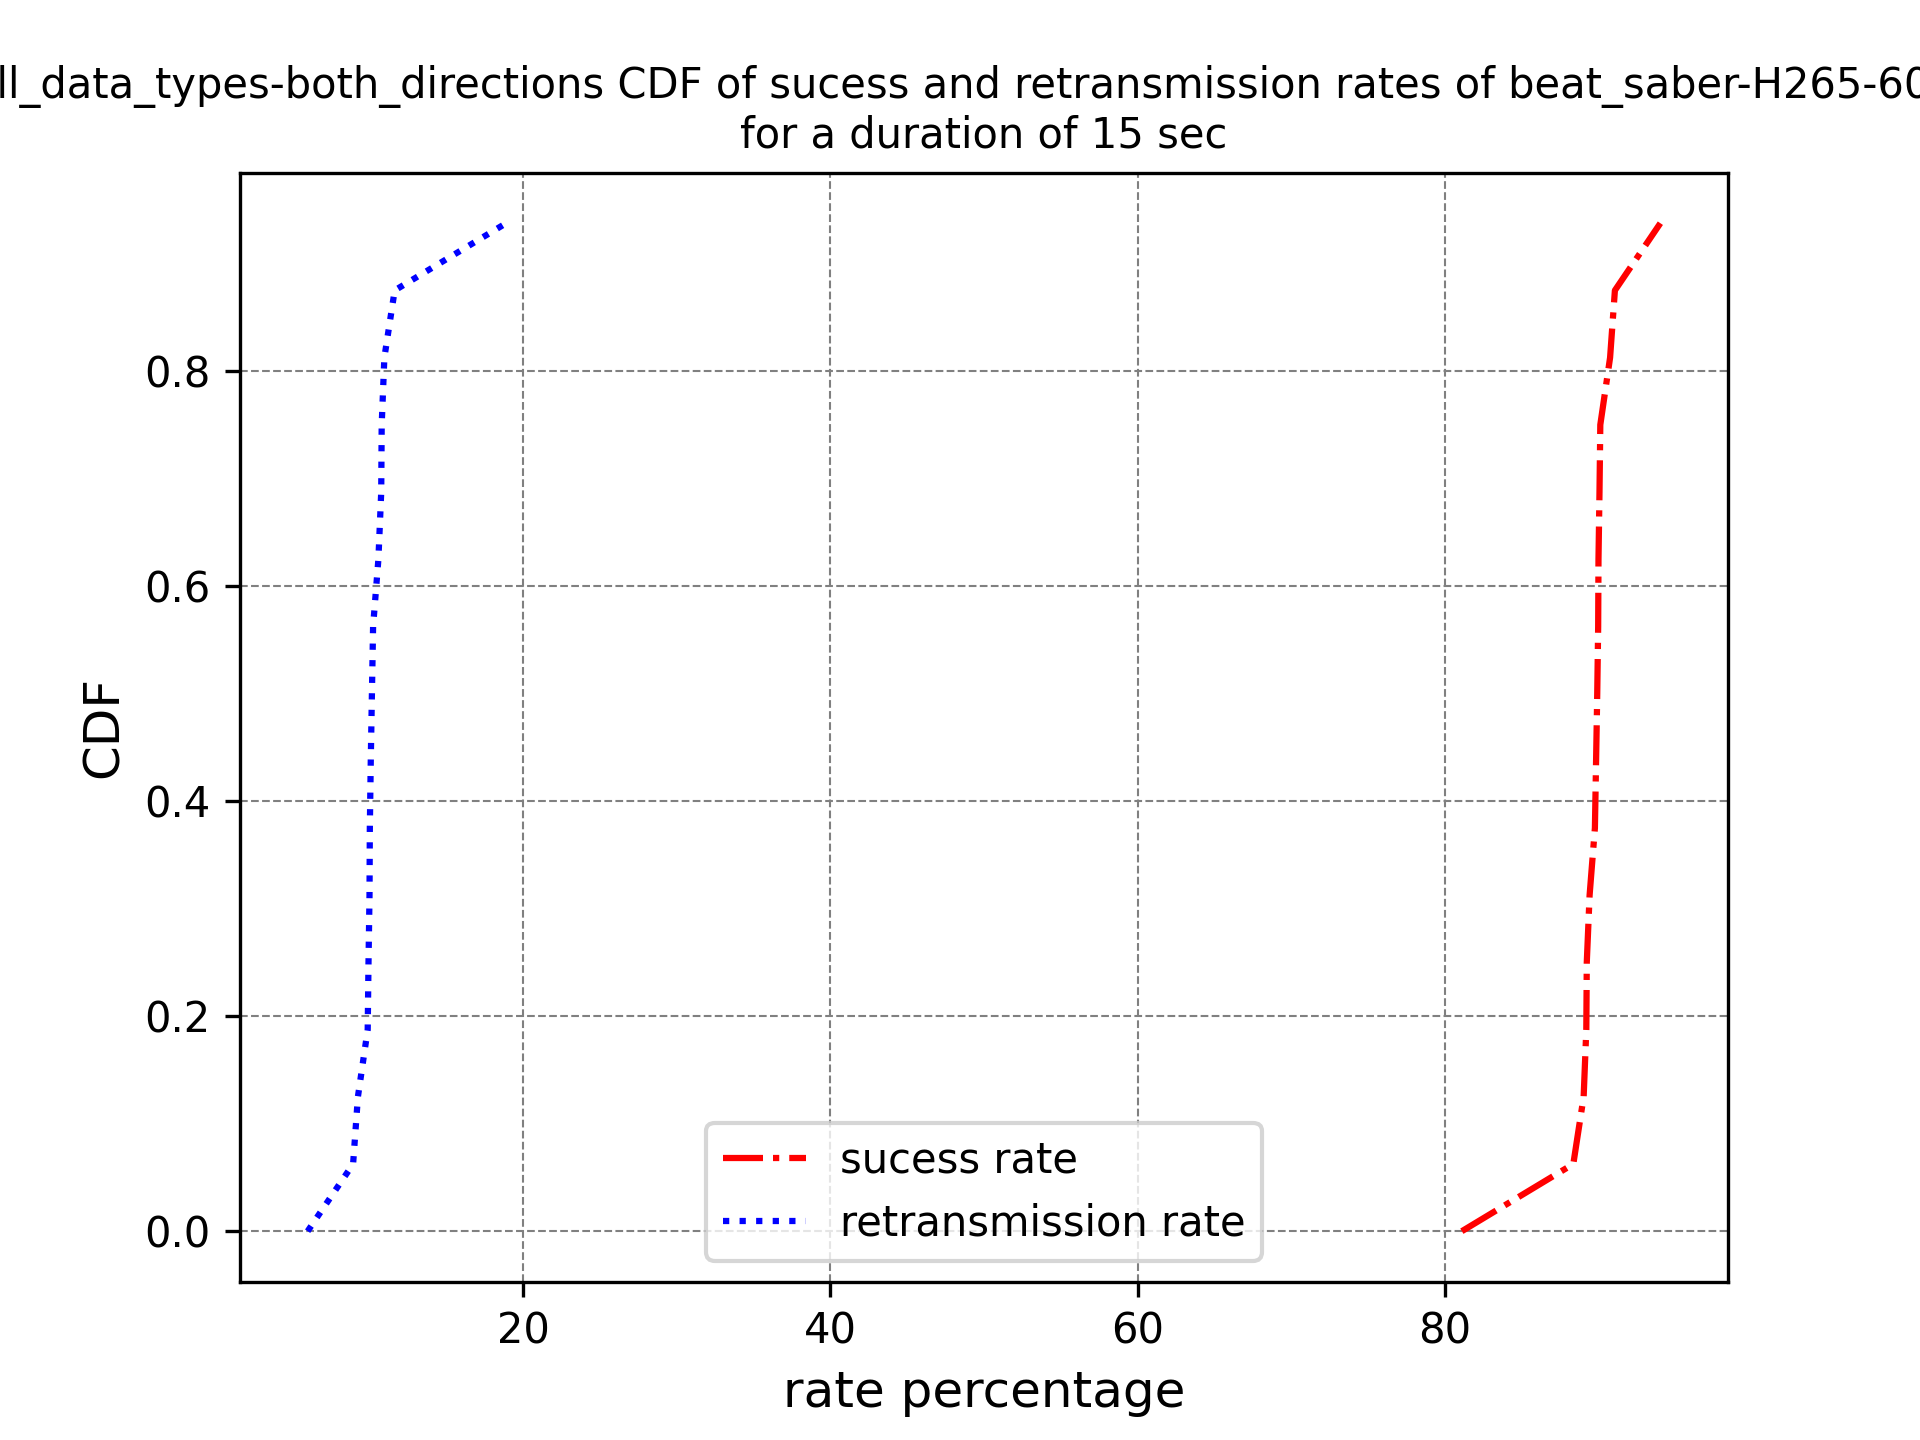 ll_data_types-both_directions CDF of sucess and retransmission rates of beat_saber-H265-60
for a duration of 15 sec
CDF
0.8
0.6
0.4
0.2
0.0
sucess rate
retransmission rate
20 40 60 80
rate percentage